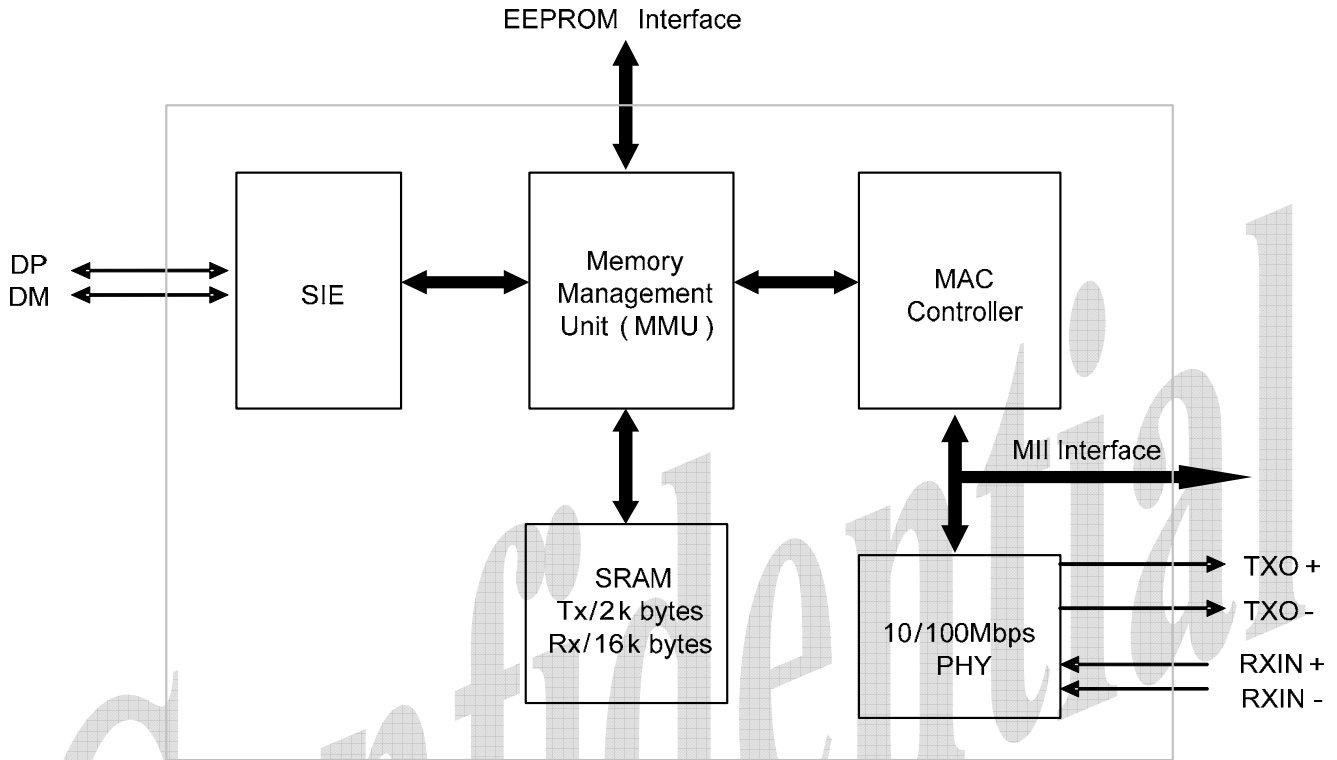 EEPROM Interface
DP
DM
SIE
Memory
Management
Unit (MMU)
MAC
Controller
MII Interface
SRAM
Tx/2k bytes
Rx/16k bytes
10/100Mbps
PHY
TXO +
TXO -
RXIN +
RXIN -
Confidential